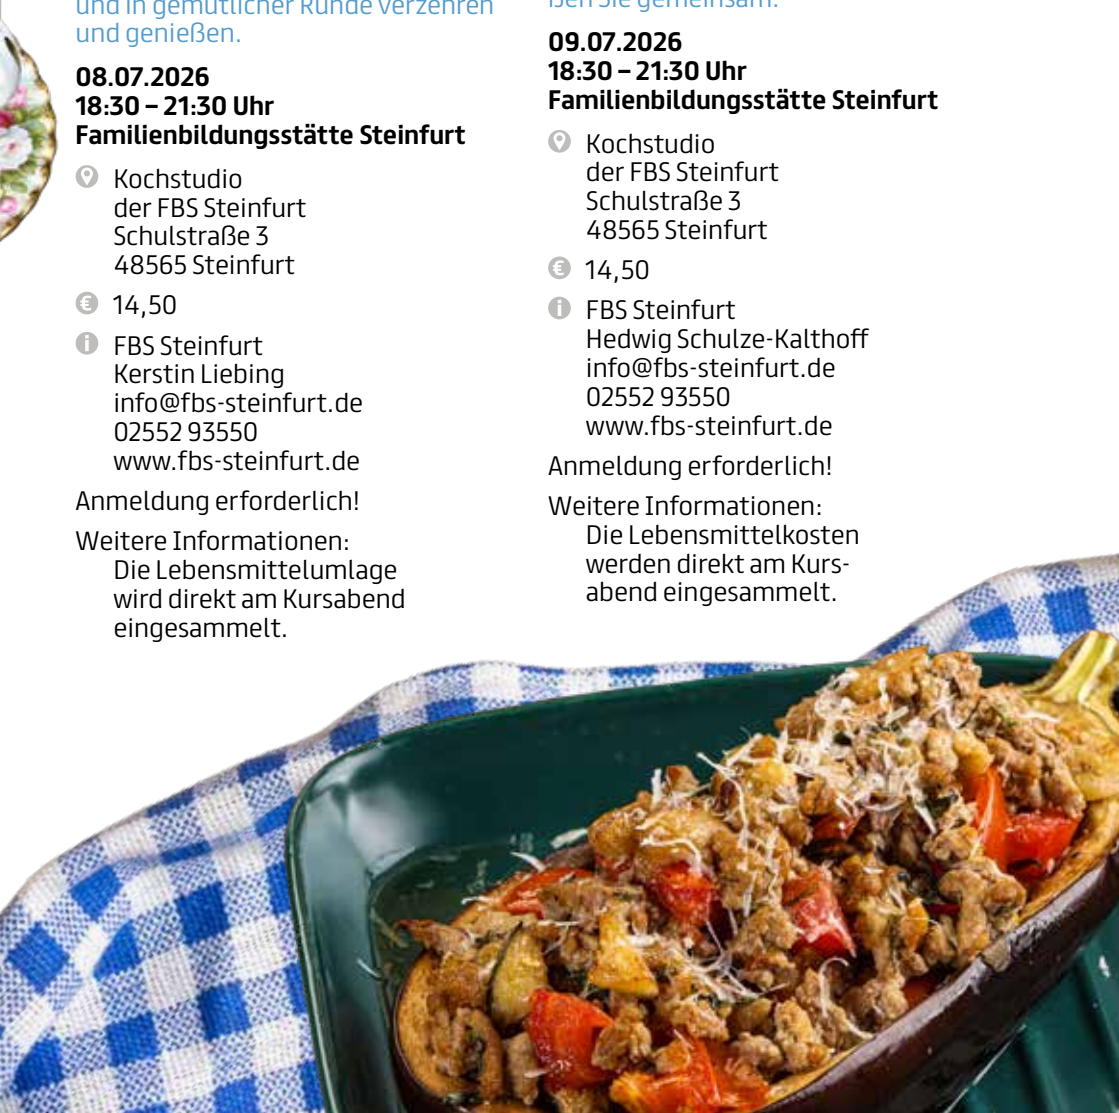 und in gemütlicher Runde verzehren
und genießen.
08.07.2026
18:30 – 21:30 Uhr
Familienbildungsstätte Steinfurt
Kochstudio
der FBS Steinfurt
Schulstraße 3
48565 Steinfurt
€ 14,50
i FBS Steinfurt
Kerstin Liebing
info@fbs-steinfurt.de
02552 93550
www.fbs-steinfurt.de
Anmeldung erforderlich!
Weitere Informationen:
Die Lebensmittelumlage
wird direkt am Kursabend
eingesammelt.
ßen Sie gemeinsam.
09.07.2026
18:30 – 21:30 Uhr
Familienbildungsstätte Steinfurt
Kochstudio
der FBS Steinfurt
Schulstraße 3
48565 Steinfurt
€ 14,50
i FBS Steinfurt
Hedwig Schulze-Kalthoff
info@fbs-steinfurt.de
02552 93550
www.fbs-steinfurt.de
Anmeldung erforderlich!
Weitere Informationen:
Die Lebensmittelkosten
werden direkt am Kurs-
abend eingesammelt.